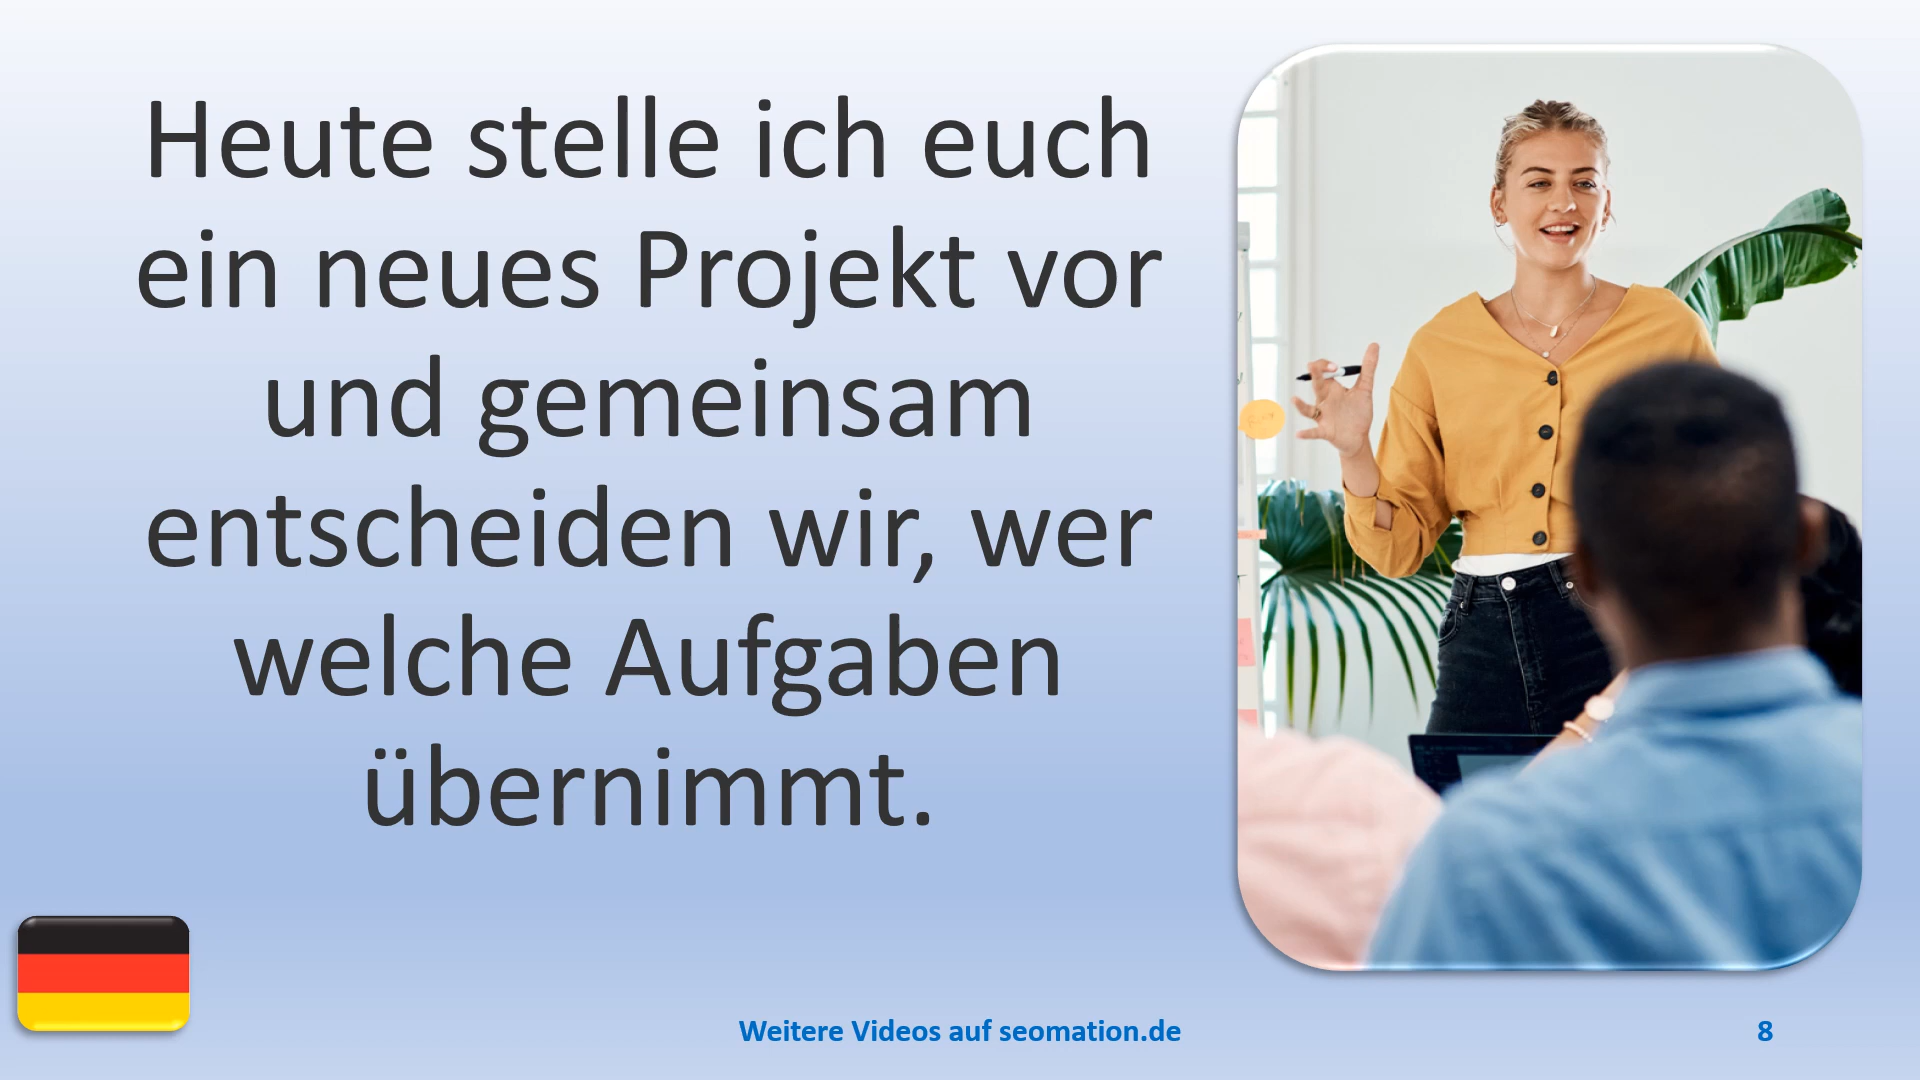 Heute stelle ich euch
ein neues Projekt vor
und gemeinsam
entscheiden wir, wer
welche Aufgaben
übernimmt.
Weitere Videos auf seomation.de
8